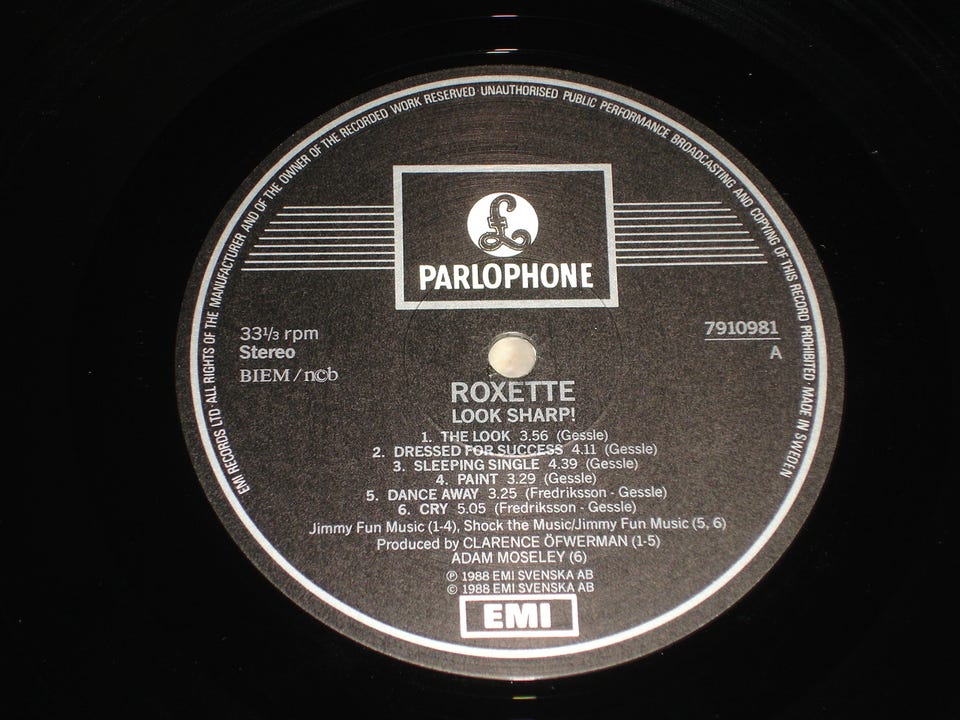 EMI RECORDS LTD · ALL RIGHTS OF THE MANUFACTURER AND OF THE OWNER OF THE RECORDED WORK RESERVED · UNAUTHORISED PUBLIC PERFORMANCE BROADCASTING AND COPYING OF THIS RECORD PROHIBITED · MADE IN SWEDEN
£
PARLOPHONE
33⅓ rpm
Stereo
BIEM/n©b
7910981
A
ROXETTE
LOOK SHARP!
1. THE LOOK 3.56 (Gessle)
2. DRESSED FOR SUCCESS 4.11 (Gessle)
3. SLEEPING SINGLE 4.39 (Gessle)
4. PAINT 3.29 (Gessle)
5. DANCE AWAY 3.25 (Fredriksson - Gessle)
6. CRY 5.05 (Fredriksson - Gessle)
Jimmy Fun Music (1-4), Shock the Music/Jimmy Fun Music (5, 6)
Produced by CLARENCE ÖFWERMAN (1-5)
ADAM MOSELEY (6)
℗ 1988 EMI SVENSKA AB
© 1988 EMI SVENSKA AB
EMI